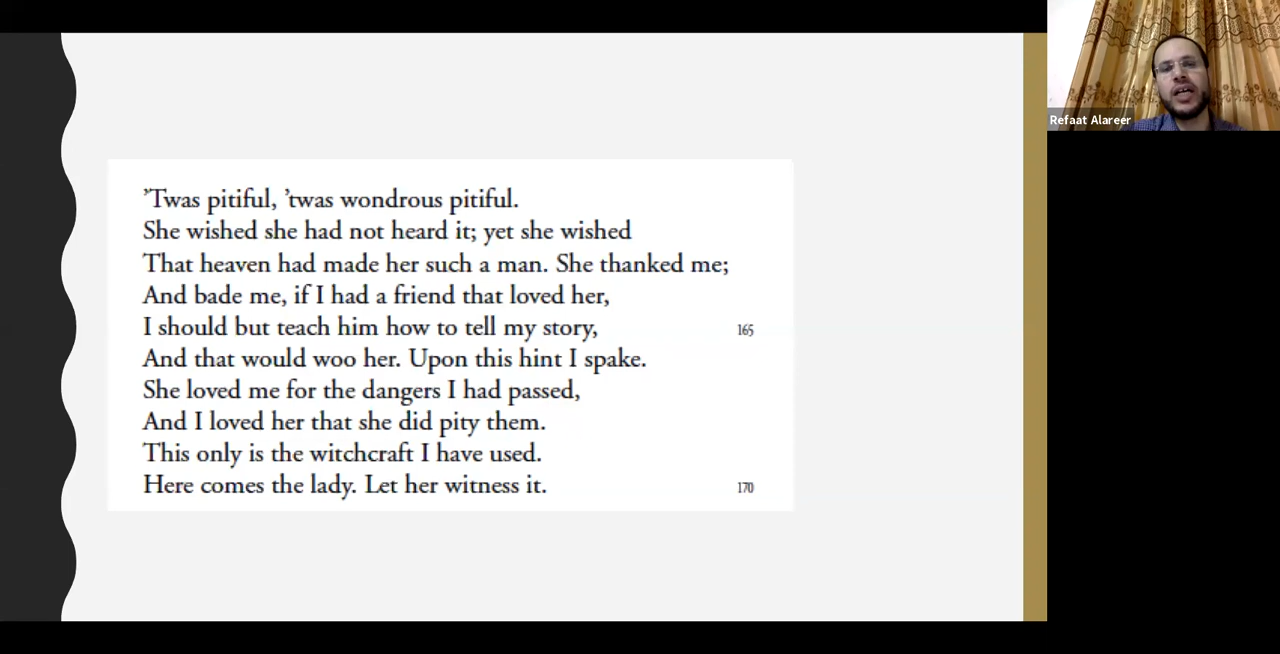 ’Twas pitiful, ’twas wondrous pitiful.
She wished she had not heard it; yet she wished
That heaven had made her such a man. She thanked me;
And bade me, if I had a friend that loved her,
I should but teach him how to tell my story, 165
And that would woo her. Upon this hint I spake.
She loved me for the dangers I had passed,
And I loved her that she did pity them.
This only is the witchcraft I have used.
Here comes the lady. Let her witness it. 170
Refaat Alareer